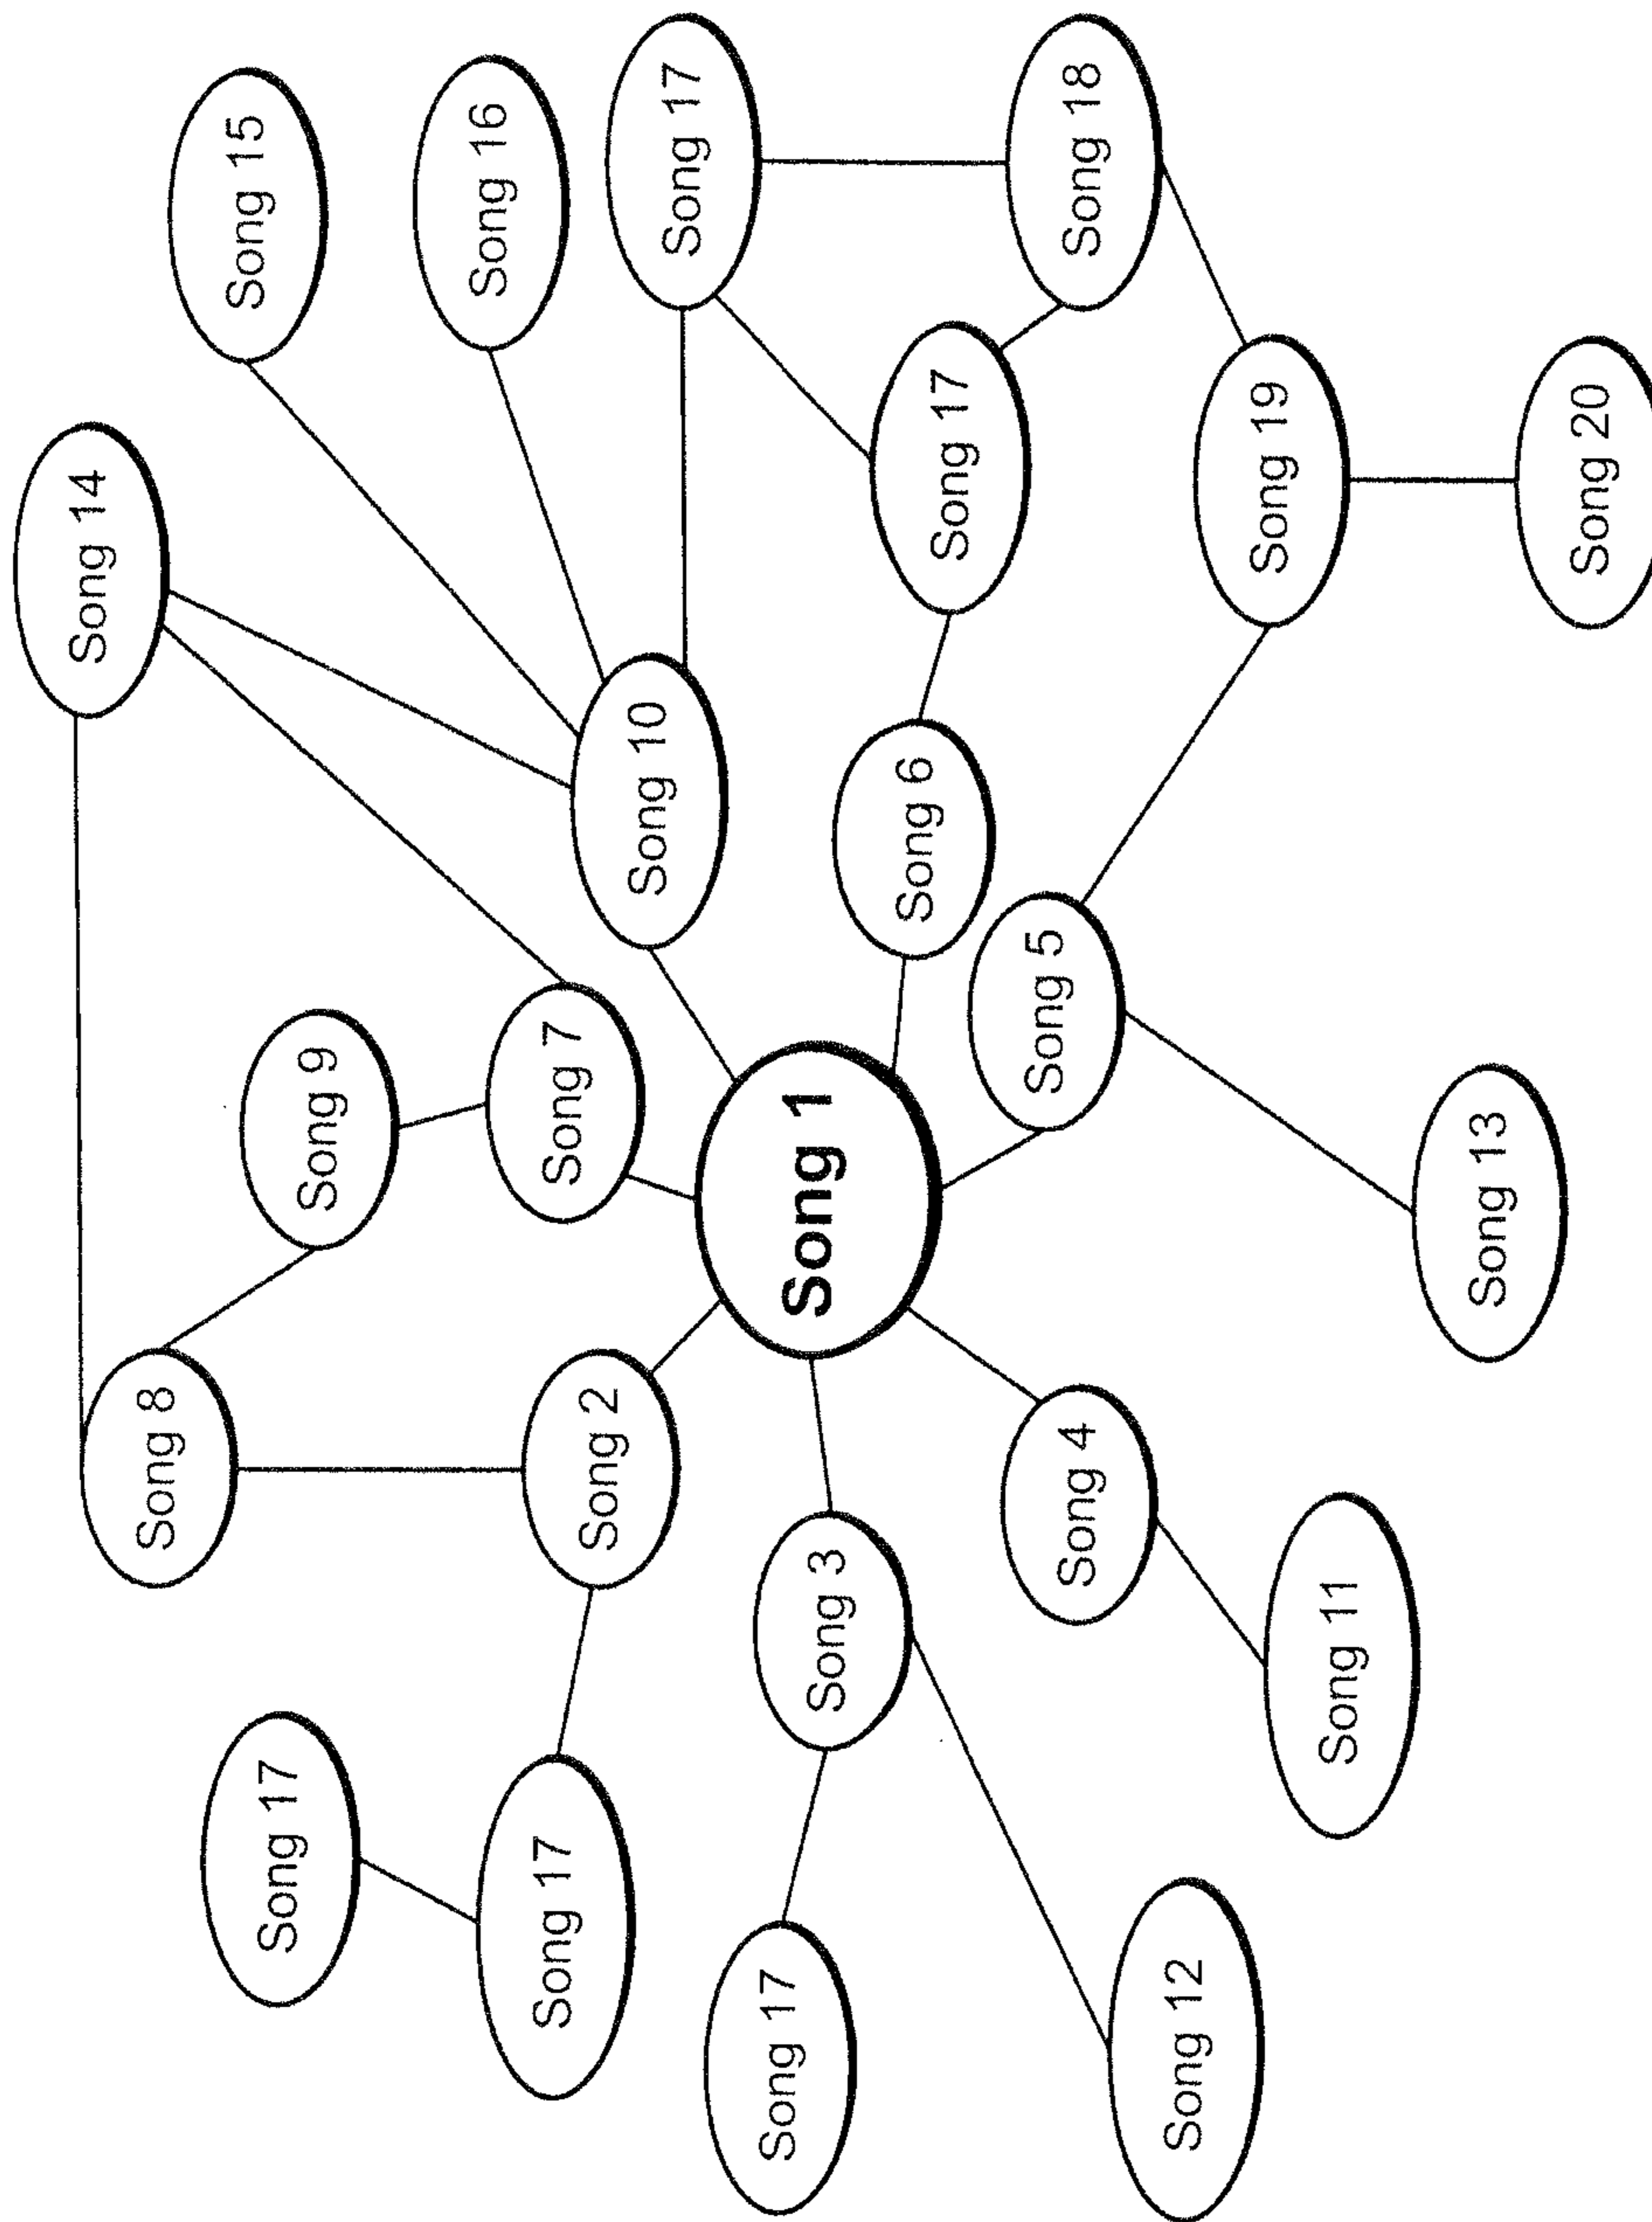 Song 8
Song 14
Song 17
Song 9
Song 15
Song 16
Song 17
Song 2
Song 7
Song 10
Song 17
Song 17
Song 3
Song 1
Song 6
Song 17
Song 4
Song 5
Song 18
Song 12
Song 11
Song 19
Song 13
Song 20